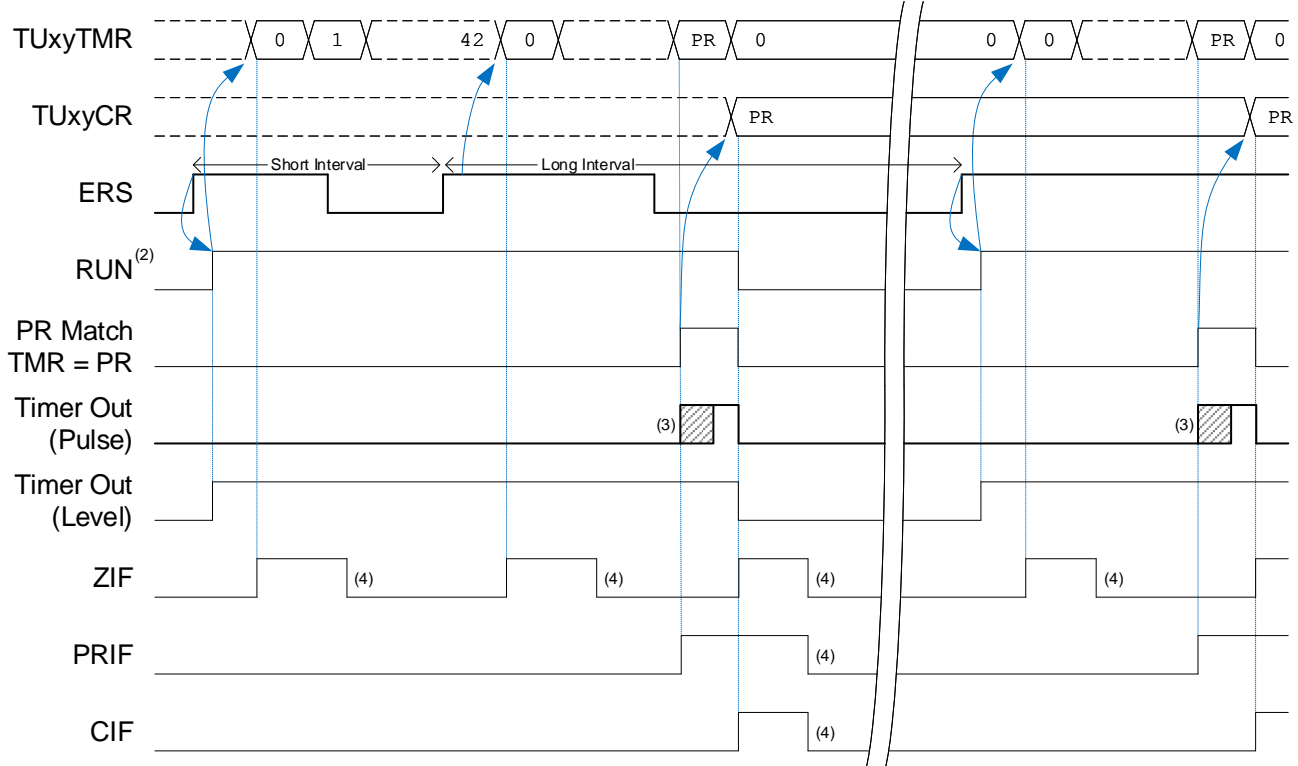 TUxyTMR 0 1 42 0 PR 0 0 0 PR 0
TUxyCR PR PR
Short Interval Long Interval
ERS
RUN(2)
PR Match
TMR = PR
Timer Out
(Pulse) (3) (3)
Timer Out
(Level)
ZIF (4) (4) (4) (4)
PRIF (4)
CIF (4)